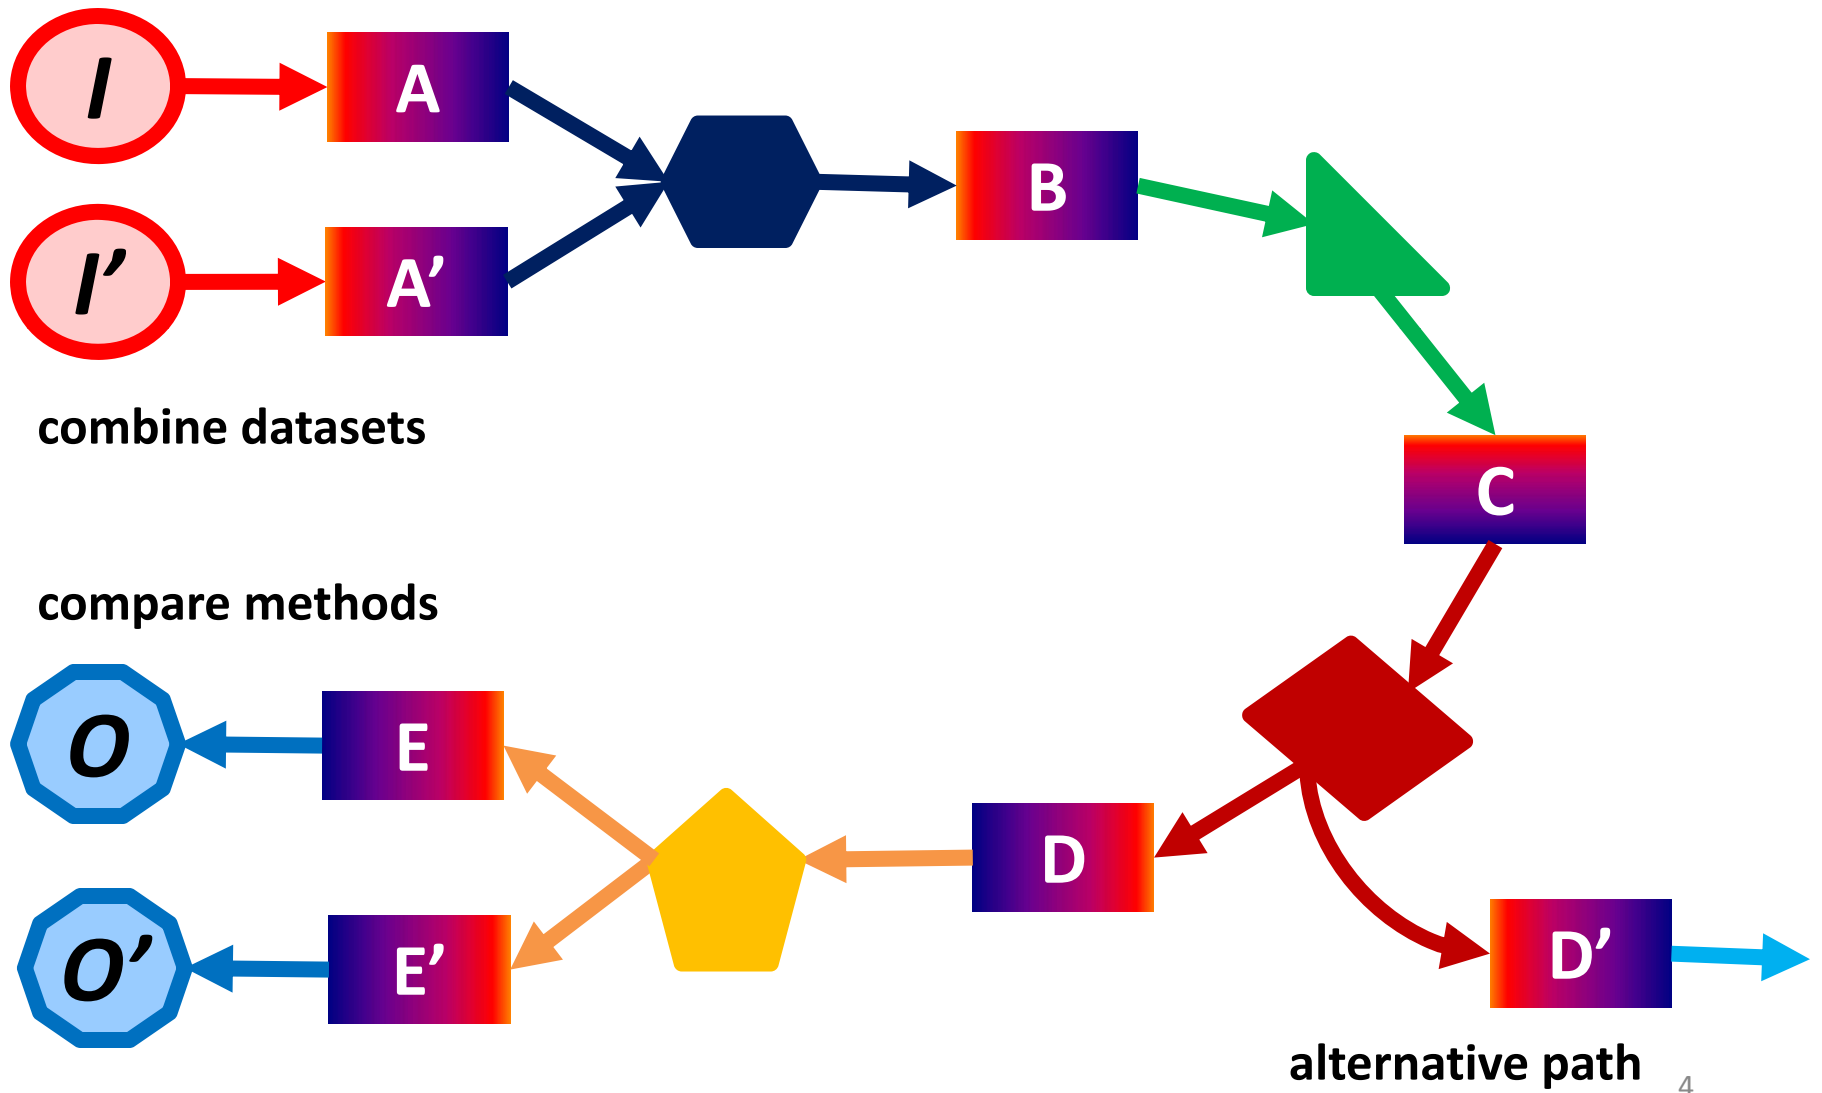 I
A
B
I’
A’
combine datasets
C
compare methods
O
E
D
O’
E’
D’
alternative path
4